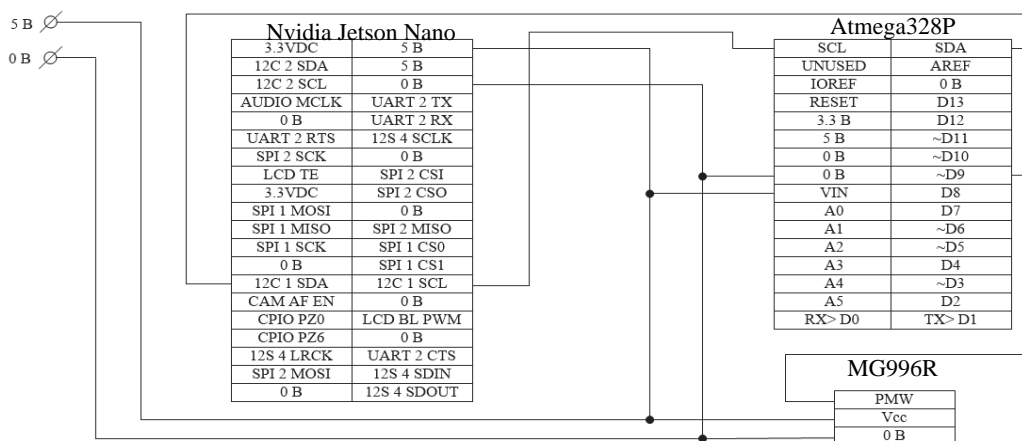 5 В
0 В
Nvidia Jetson Nano
3.3VDC 5 В
12C 2 SDA 5 В
12C 2 SCL 0 В
AUDIO MCLK UART 2 TX
0 В UART 2 RX
UART 2 RTS 12S 4 SCLK
SPI 2 SCK 0 В
LCD TE SPI 2 CSI
3.3VDC SPI 2 CSO
SPI 1 MOSI 0 В
SPI 1 MISO SPI 2 MISO
SPI 1 SCK SPI 1 CS0
0 В SPI 1 CS1
12C 1 SDA 12C 1 SCL
CAM AF EN 0 В
CPIO PZ0 LCD BL PWM
CPIO PZ6 0 В
12S 4 LRCK UART 2 CTS
SPI 2 MOSI 12S 4 SDIN
0 В 12S 4 SDOUT
Atmega328P
SCL SDA
UNUSED AREF
IOREF 0 В
RESET D13
3.3 В D12
5 В ~D11
0 В ~D10
0 В ~D9
VIN D8
A0 D7
A1 ~D6
A2 ~D5
A3 D4
A4 ~D3
A5 D2
RX> D0 TX> D1
MG996R
PMW
Vcc
0 В